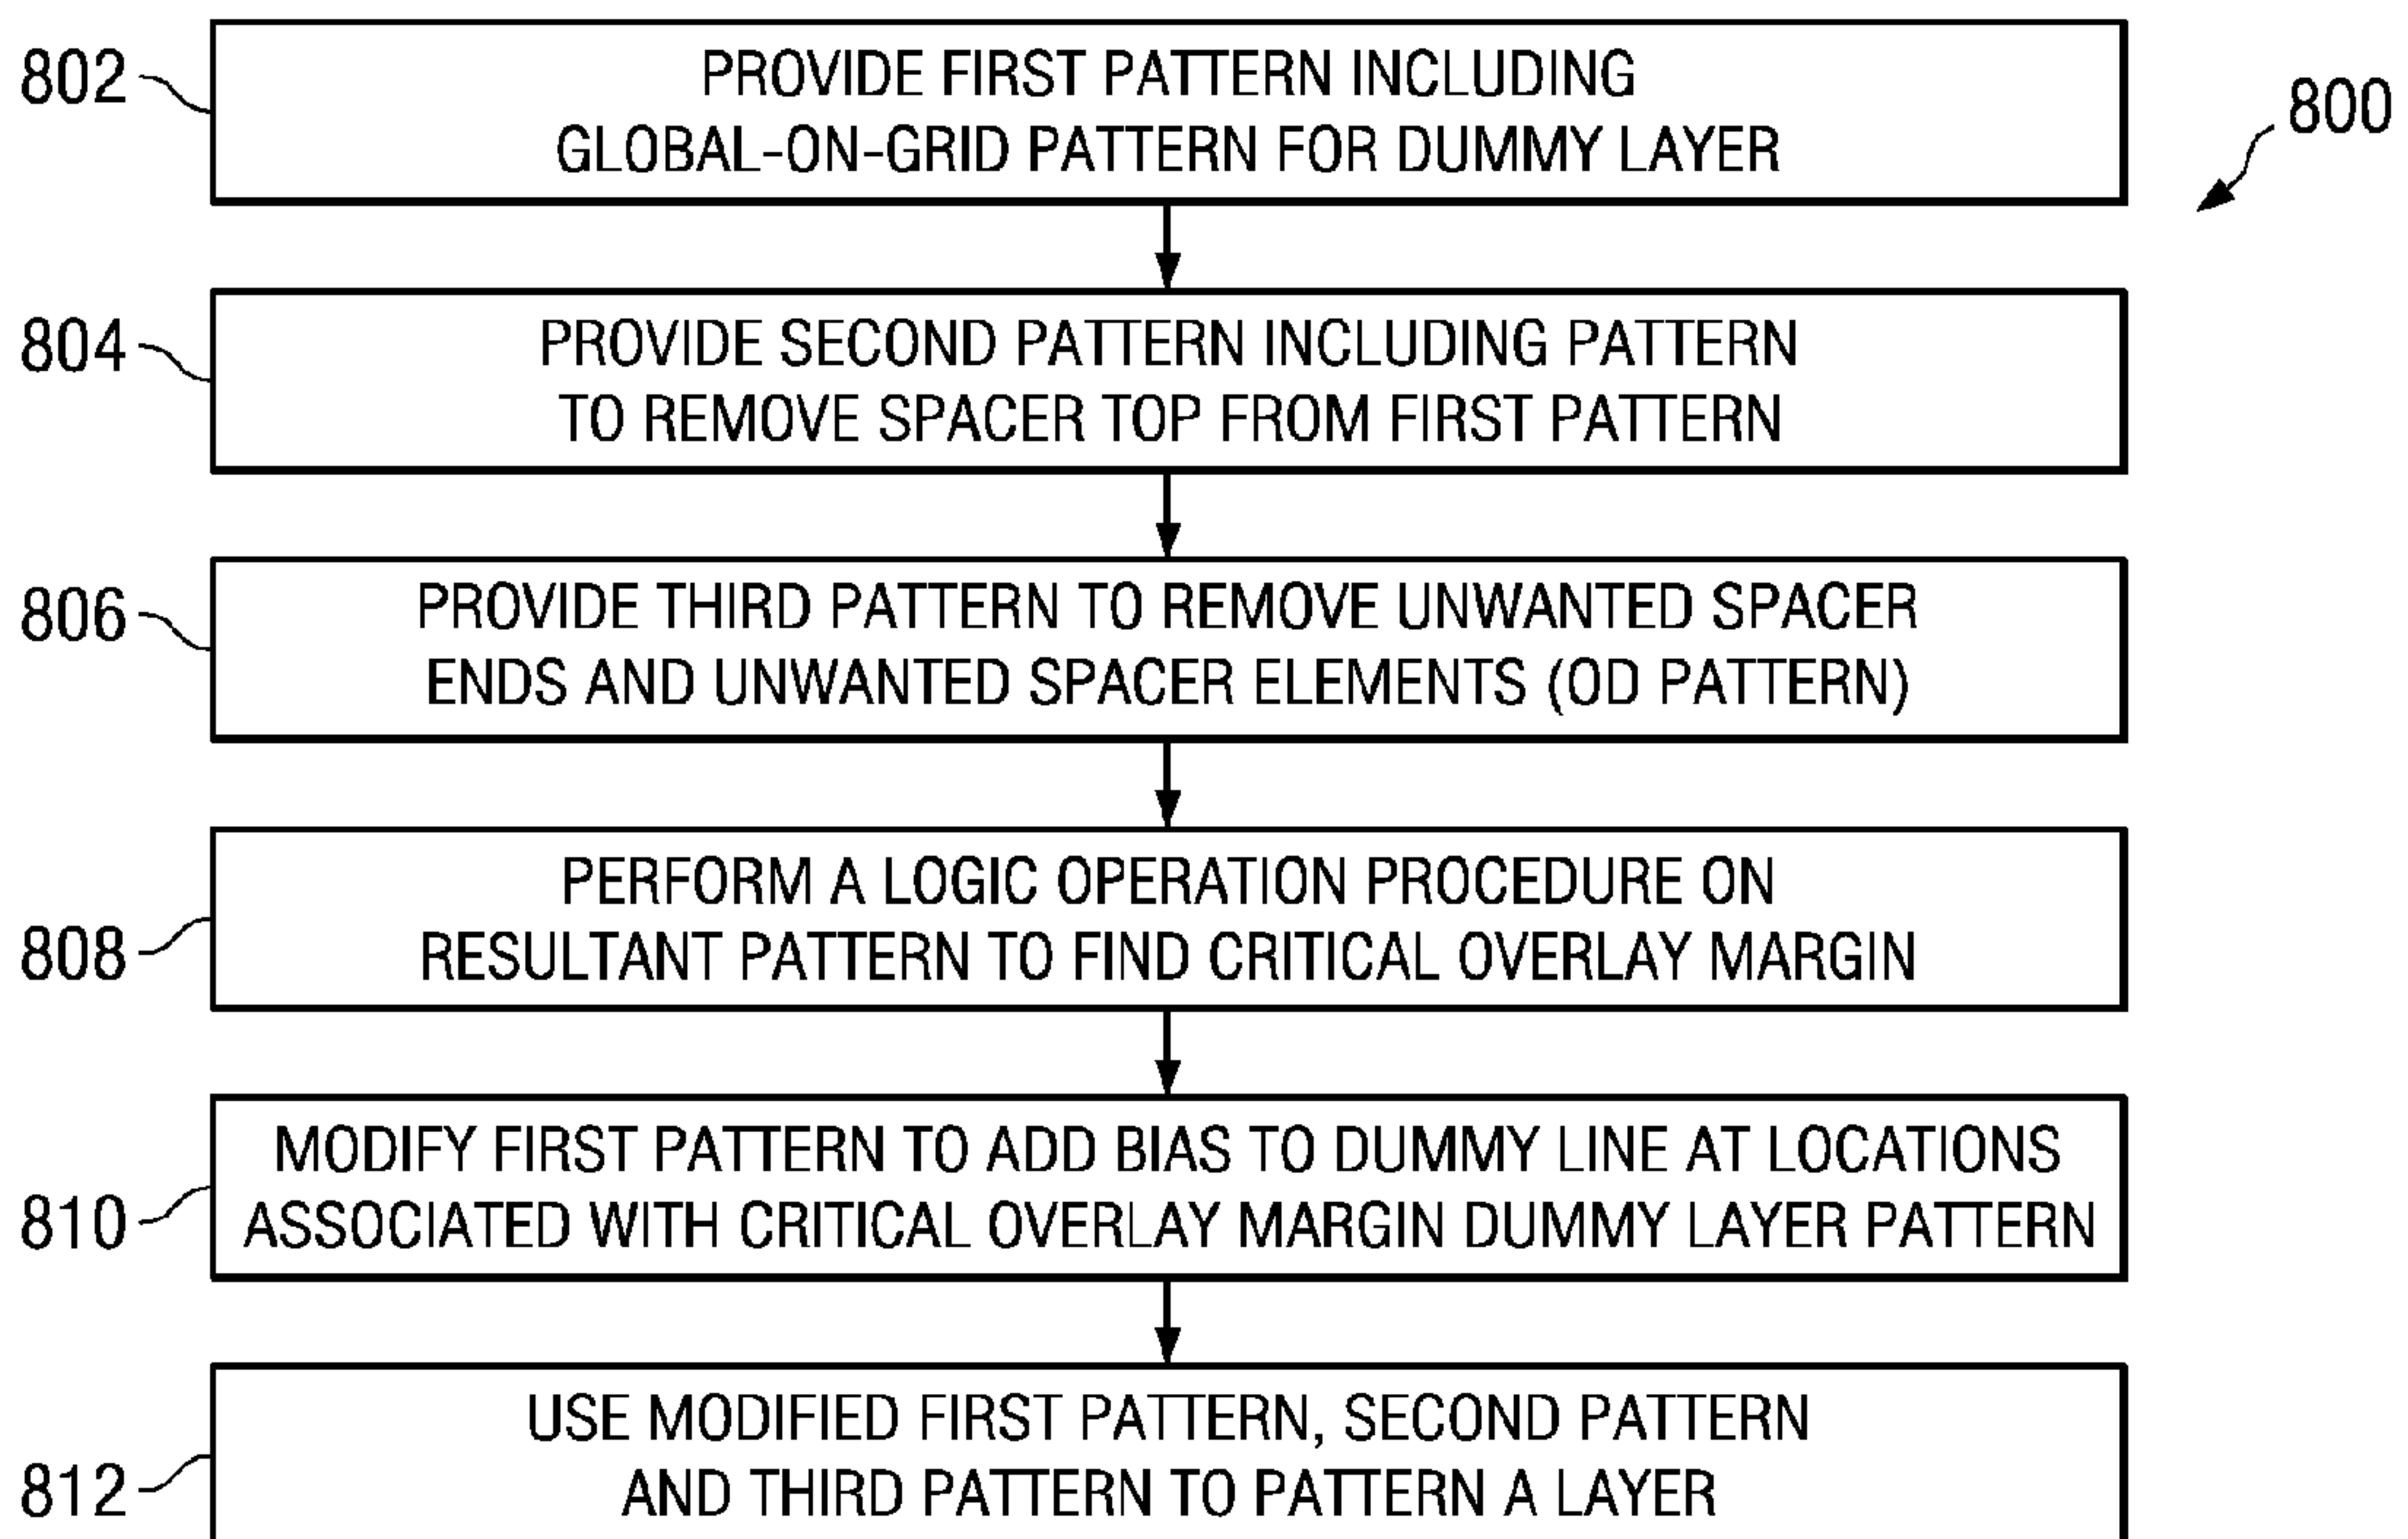 802
PROVIDE FIRST PATTERN INCLUDING
GLOBAL-ON-GRID PATTERN FOR DUMMY LAYER
800
804
PROVIDE SECOND PATTERN INCLUDING PATTERN
TO REMOVE SPACER TOP FROM FIRST PATTERN
806
PROVIDE THIRD PATTERN TO REMOVE UNWANTED SPACER
ENDS AND UNWANTED SPACER ELEMENTS (OD PATTERN)
808
PERFORM A LOGIC OPERATION PROCEDURE ON
RESULTANT PATTERN TO FIND CRITICAL OVERLAY MARGIN
810
MODIFY FIRST PATTERN TO ADD BIAS TO DUMMY LINE AT LOCATIONS
ASSOCIATED WITH CRITICAL OVERLAY MARGIN DUMMY LAYER PATTERN
812
USE MODIFIED FIRST PATTERN, SECOND PATTERN
AND THIRD PATTERN TO PATTERN A LAYER